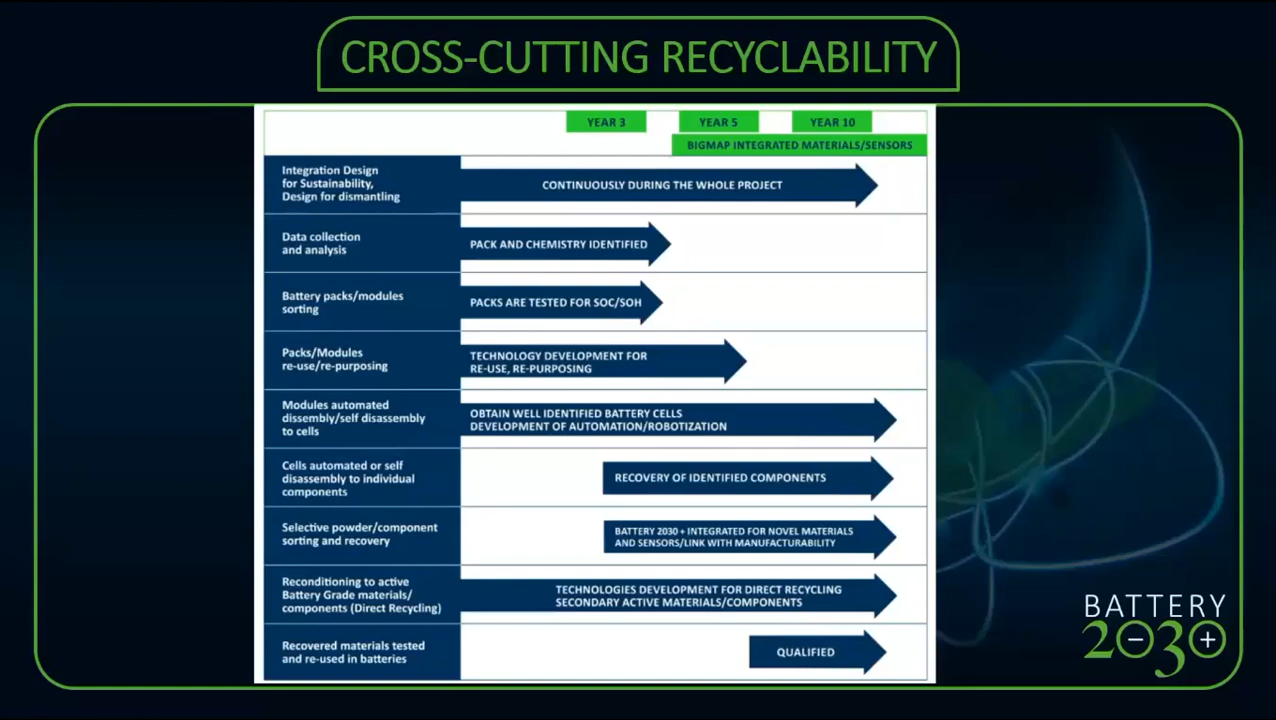 CROSS-CUTTING RECYCLABILITY
YEAR 3
YEAR 5
YEAR 10
BIGMAP INTEGRATED MATERIALS/SENSORS
Integration Design
for Sustainability,
Design for dismantling
CONTINUOUSLY DURING THE WHOLE PROJECT
Data collection
and analysis
PACK AND CHEMISTRY IDENTIFIED
Battery packs/modules
sorting
PACKS ARE TESTED FOR SOC/SOH
Packs/Modules
re-use/re-purposing
TECHNOLOGY DEVELOPMENT FOR
RE-USE, RE-PURPOSING
Modules automated
dissembly/self disassembly
to cells
OBTAIN WELL IDENTIFIED BATTERY CELLS
DEVELOPMENT OF AUTOMATION/ROBOTIZATION
Cells automated or self
disassembly to individual
components
RECOVERY OF IDENTIFIED COMPONENTS
Selective powder/component
sorting and recovery
BATTERY 2030 + INTEGRATED FOR NOVEL MATERIALS
AND SENSORS/LINK WITH MANUFACTURABILITY
Reconditioning to active
Battery Grade materials/
components (Direct Recycling)
TECHNOLOGIES DEVELOPMENT FOR DIRECT RECYCLING
SECONDARY ACTIVE MATERIALS/COMPONENTS
Recovered materials tested
and re-used in batteries
QUALIFIED
BATTERY
2030+